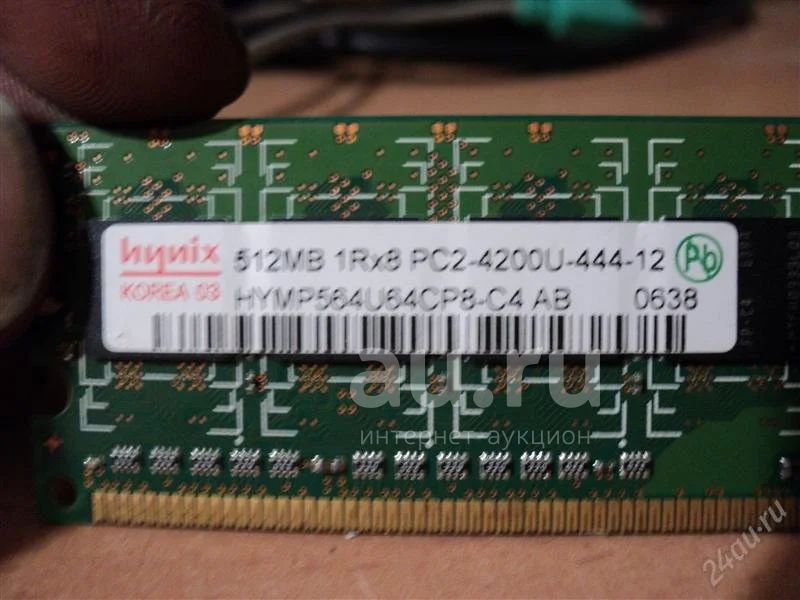 hynix
KOREA 03
512MB 1Rx8 PC2-4200U-444-12
Pb
HYMP564U64CP8-C4 AB 0638
au.ru
интернет-аукцион
24au.ru